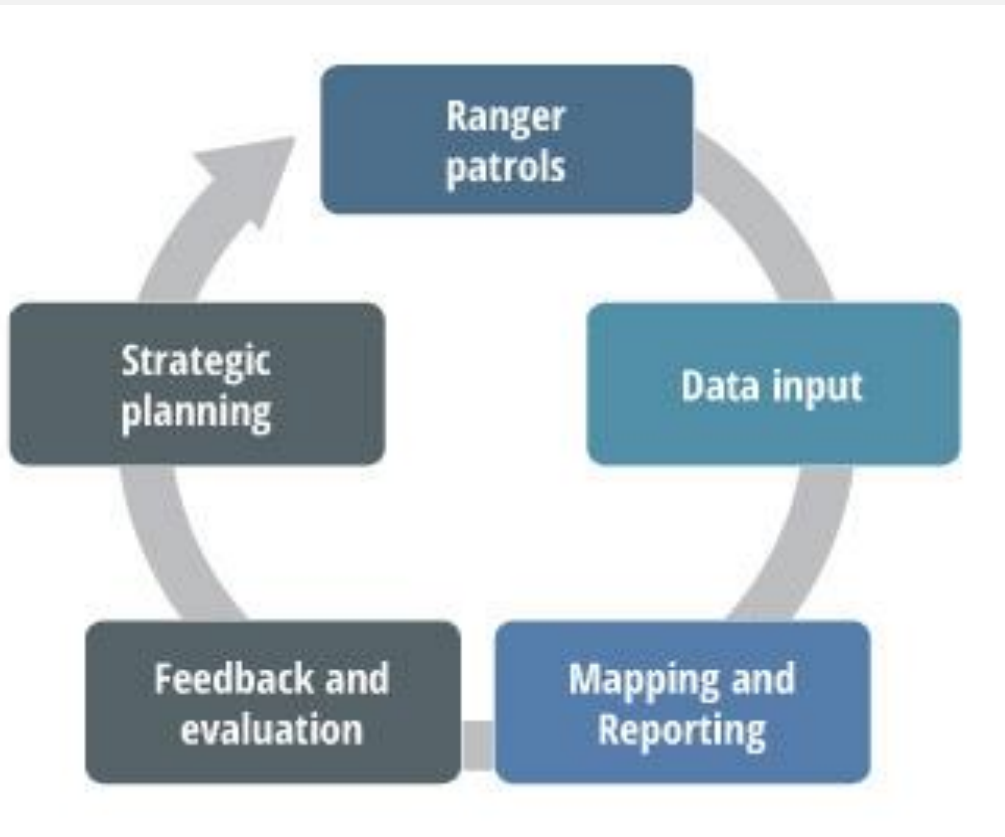 Ranger
patrols
Data input
Mapping and
Reporting
Feedback and
evaluation
Strategic
planning